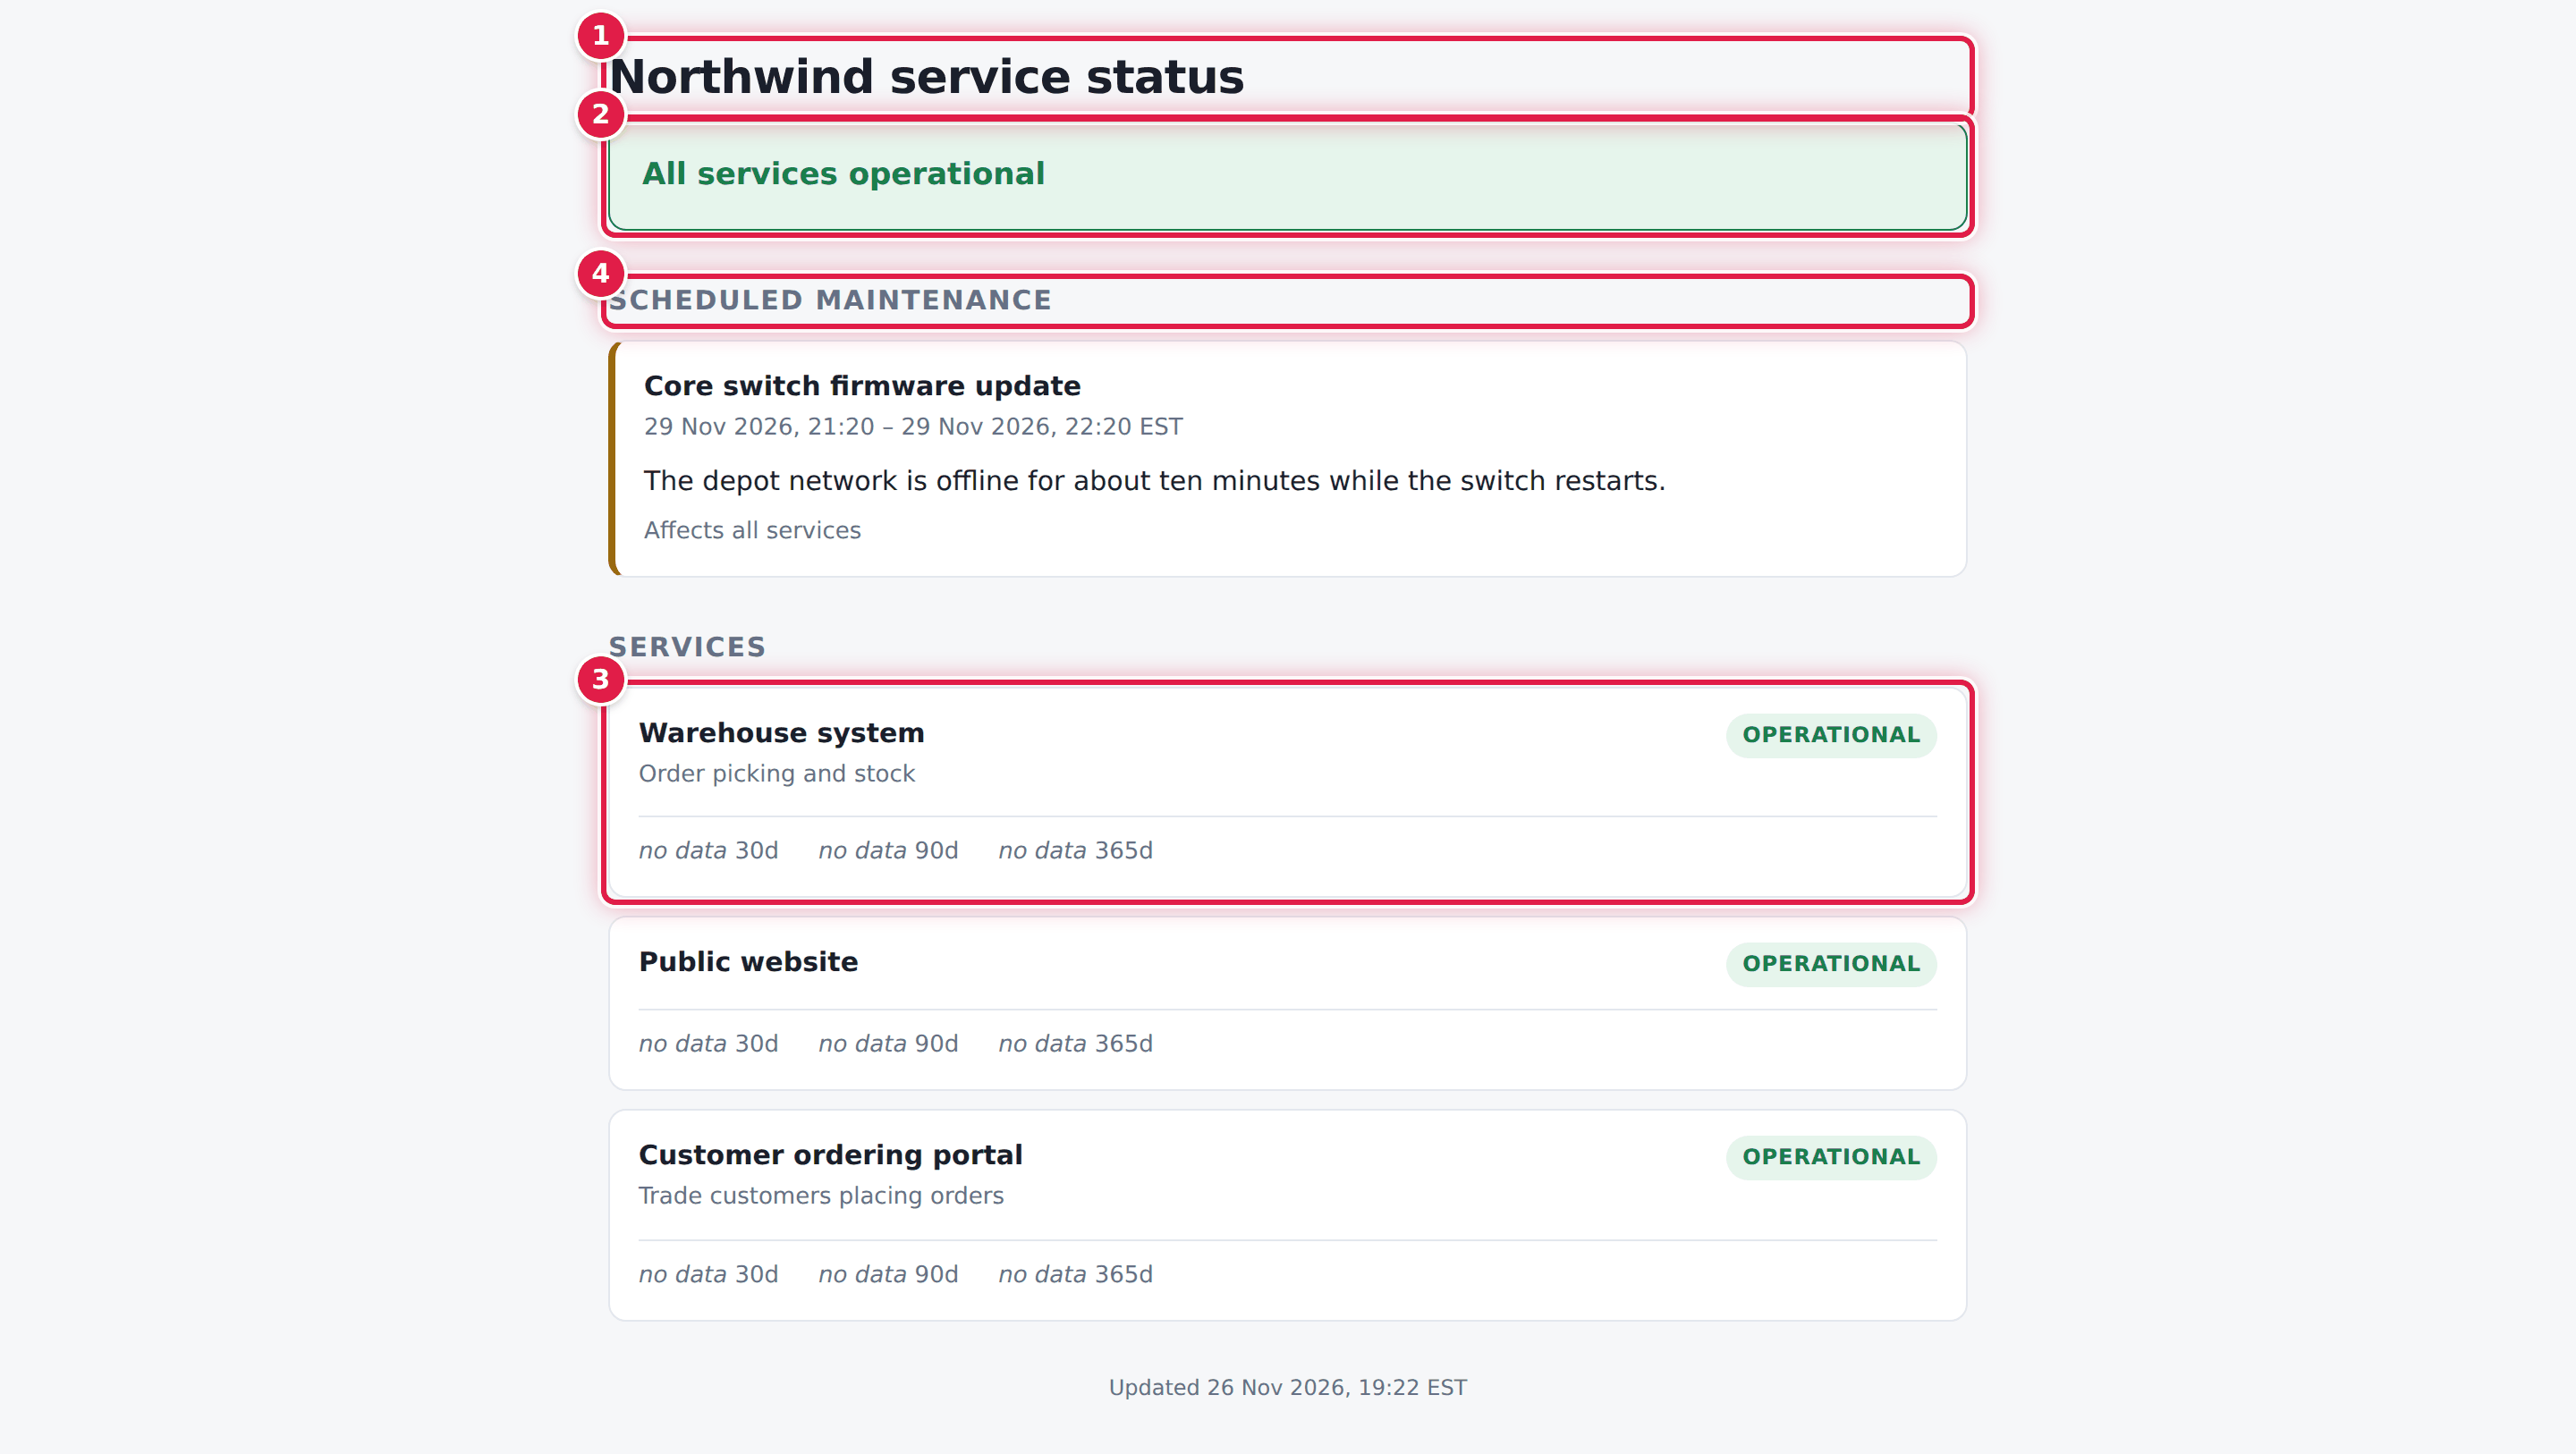 1
Northwind service status
2
All services operational
4
SCHEDULED MAINTENANCE
Core switch firmware update
29 Nov 2026, 21:20 – 29 Nov 2026, 22:20 EST
The depot network is offline for about ten minutes while the switch restarts.
Affects all services
SERVICES
3
Warehouse system OPERATIONAL
Order picking and stock
no data 30d no data 90d no data 365d
Public website OPERATIONAL
no data 30d no data 90d no data 365d
Customer ordering portal OPERATIONAL
Trade customers placing orders
no data 30d no data 90d no data 365d
Updated 26 Nov 2026, 19:22 EST